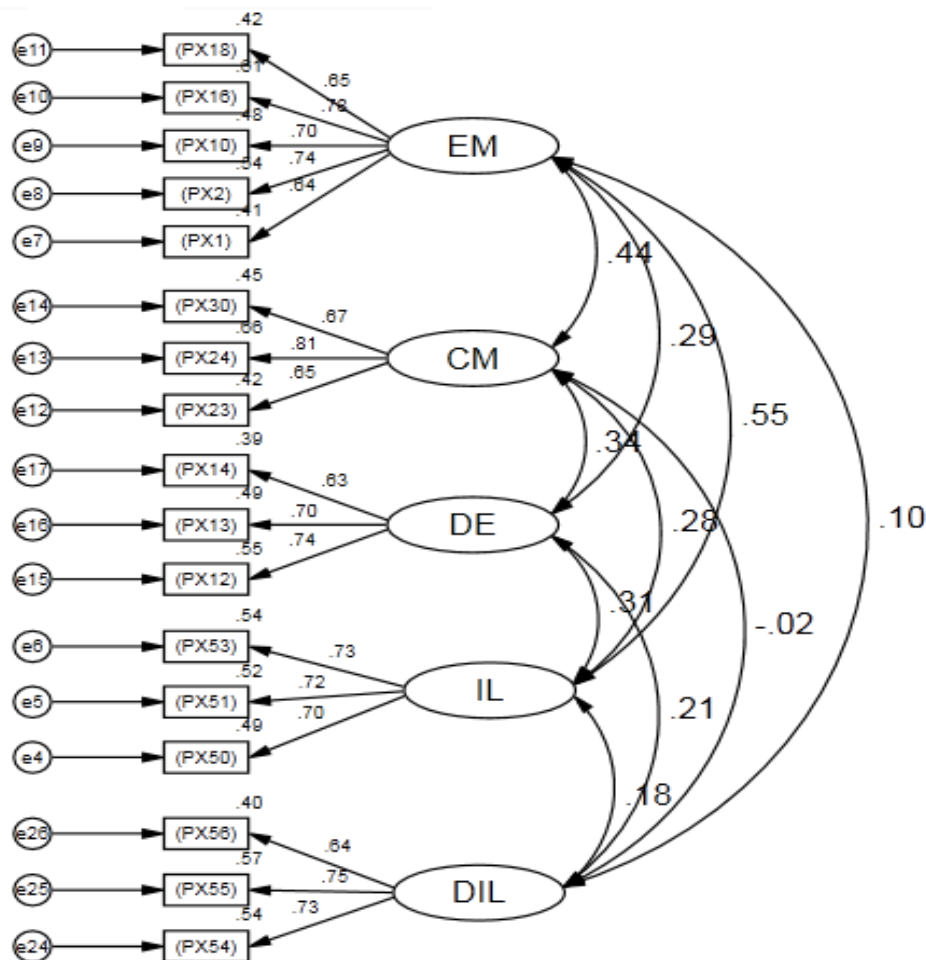 .42
e11 (PX18) .65
.61
e10 (PX16) .78
.48
e9 (PX10) .70 EM
.54 .74
e8 (PX2) .64
.41
e7 (PX1)
.44
.45
e14 (PX30) .67
.29
.66
e13 (PX24) .81 CM
.42 .65
e12 (PX23)
.55
.39 .34
e17 (PX14) .63
.49
e16 (PX13) .70 DE .28 .10
.55 .74
e15 (PX12)
.31
.54 -.02
e6 (PX53) .73
.52
e5 (PX51) .72 IL
.49 .70 .21
e4 (PX50)
.18
.40
e26 (PX56) .64
.57
e25 (PX55) .75 DIL
.54 .73
e24 (PX54)